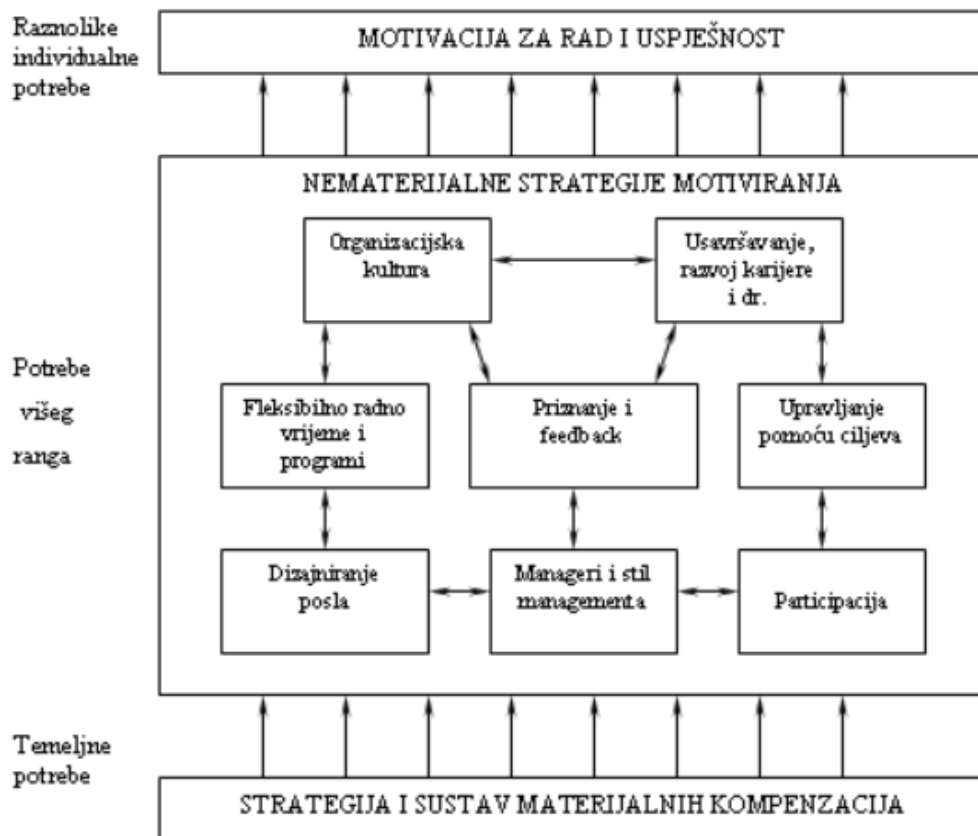 Raznolike
individualne
potrebe
MOTIVACIJA ZA RAD I USPJEŠNOST
NEMATERIJALNE STRATEGIJE MOTIVIRANJA
Organizacijska
kultura
Usavršavanje,
razvoj karijere
i dr.
Potrebe
višeg
ranga
Fleksibilno radno
vrijeme i
programi
Priznanje i
feedback
Upravljanje
pomoću ciljeva
Dizajniranje
posla
Manageri i stil
managementa
Participacija
Temeljne
potrebe
STRATEGIJA I SUSTAV MATERIJALNIH KOMPENZACIJA